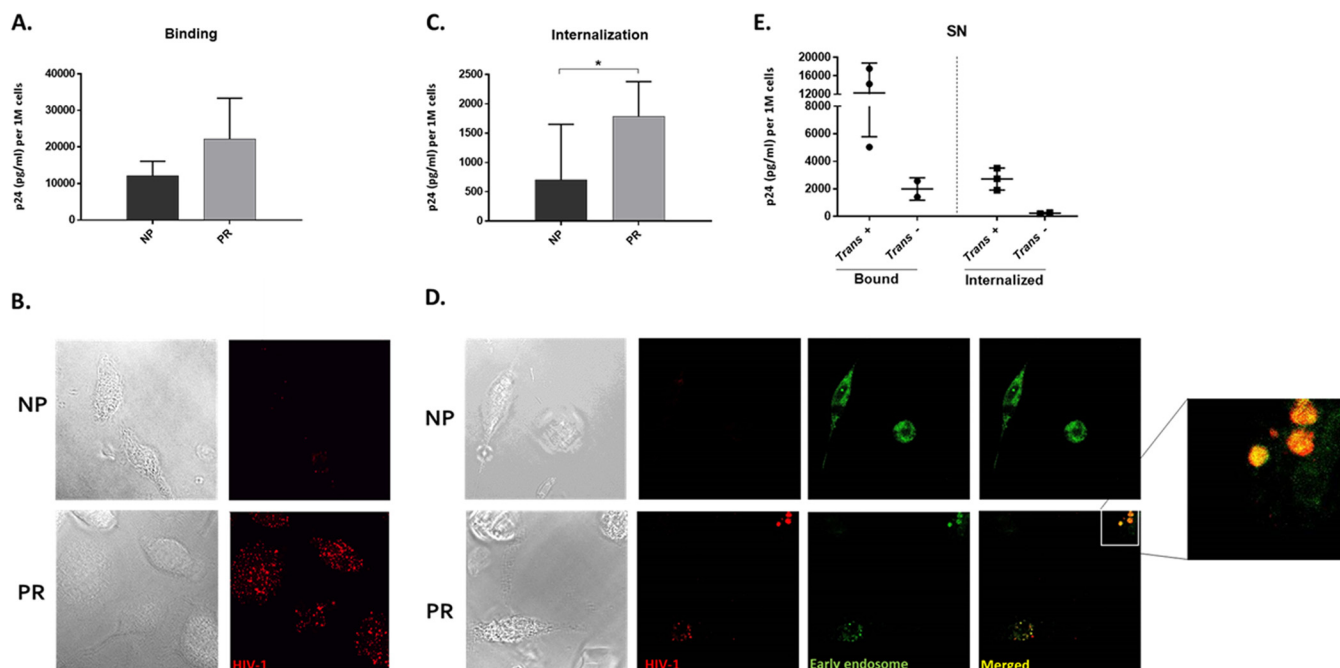 A.
Binding
p24 (pg/ml) per 1M cells
40000
30000
20000
10000
0
NP
PR
C.
Internalization
*
p24 (pg/ml) per 1M cells
2500
2000
1500
1000
500
0
NP
PR
E.
SN
p24 (pg/ml) per 1M cells
20000
16000
12000
8000
6000
4000
2000
0
Trans +
Trans -
Trans +
Trans -
Bound
Internalized
B.
NP
PR
HIV-1
D.
NP
PR
HIV-1
Early endosome
Merged